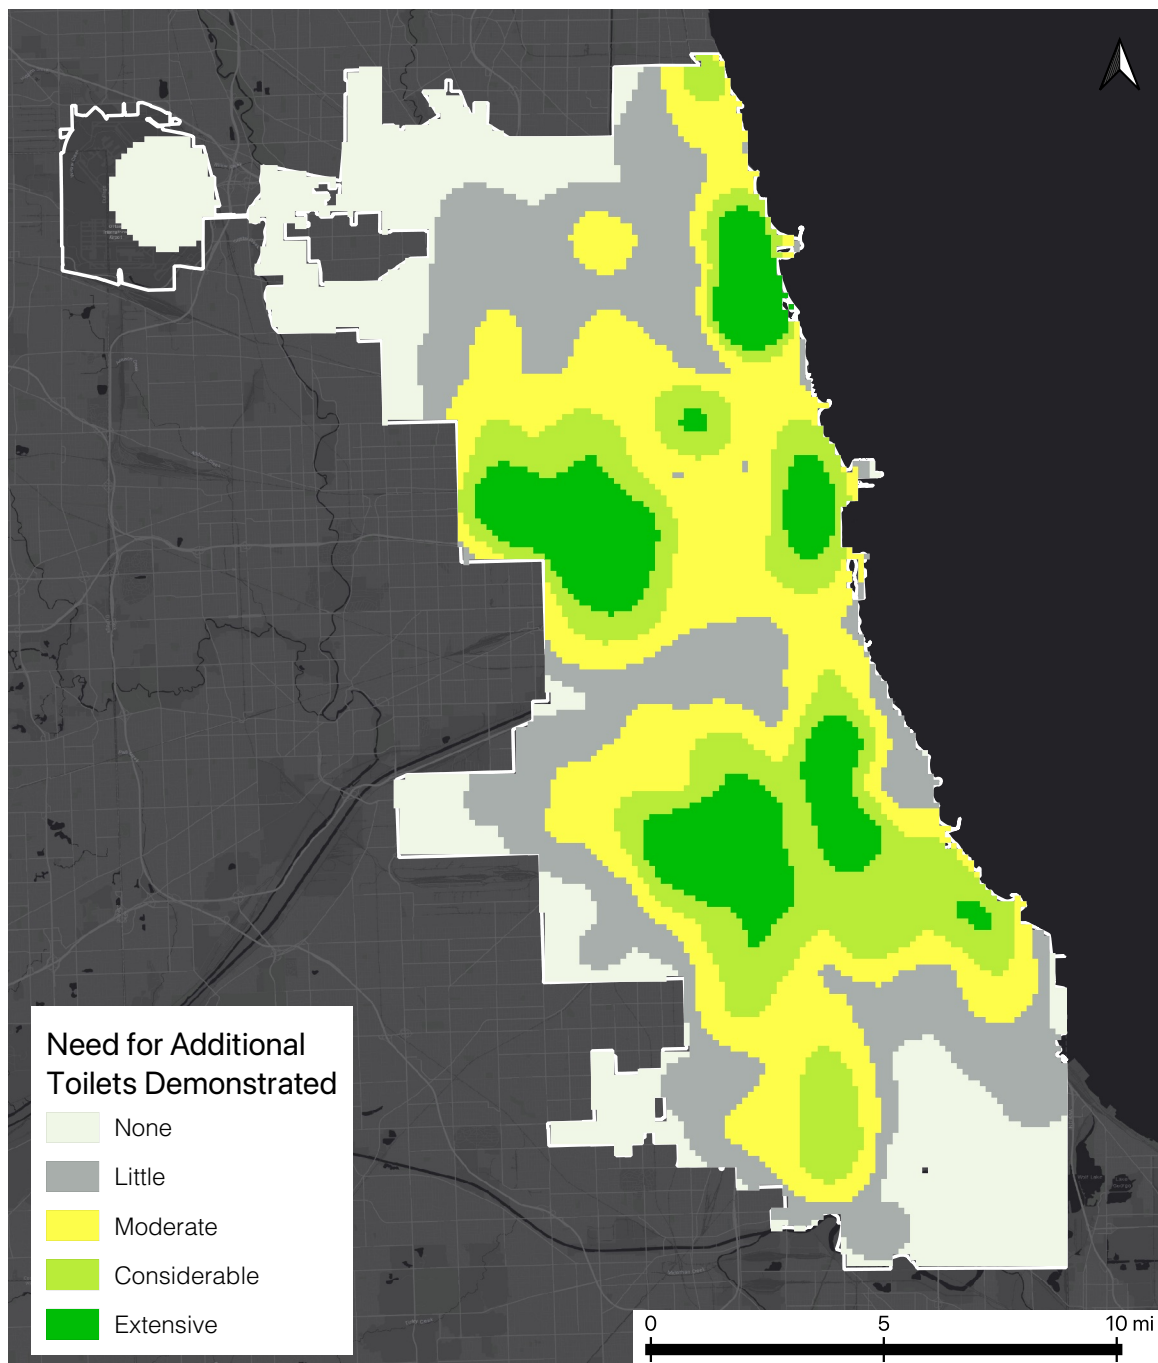 Need for Additional
Toilets Demonstrated
None
Little
Moderate
Considerable
Extensive
0 5 10 mi